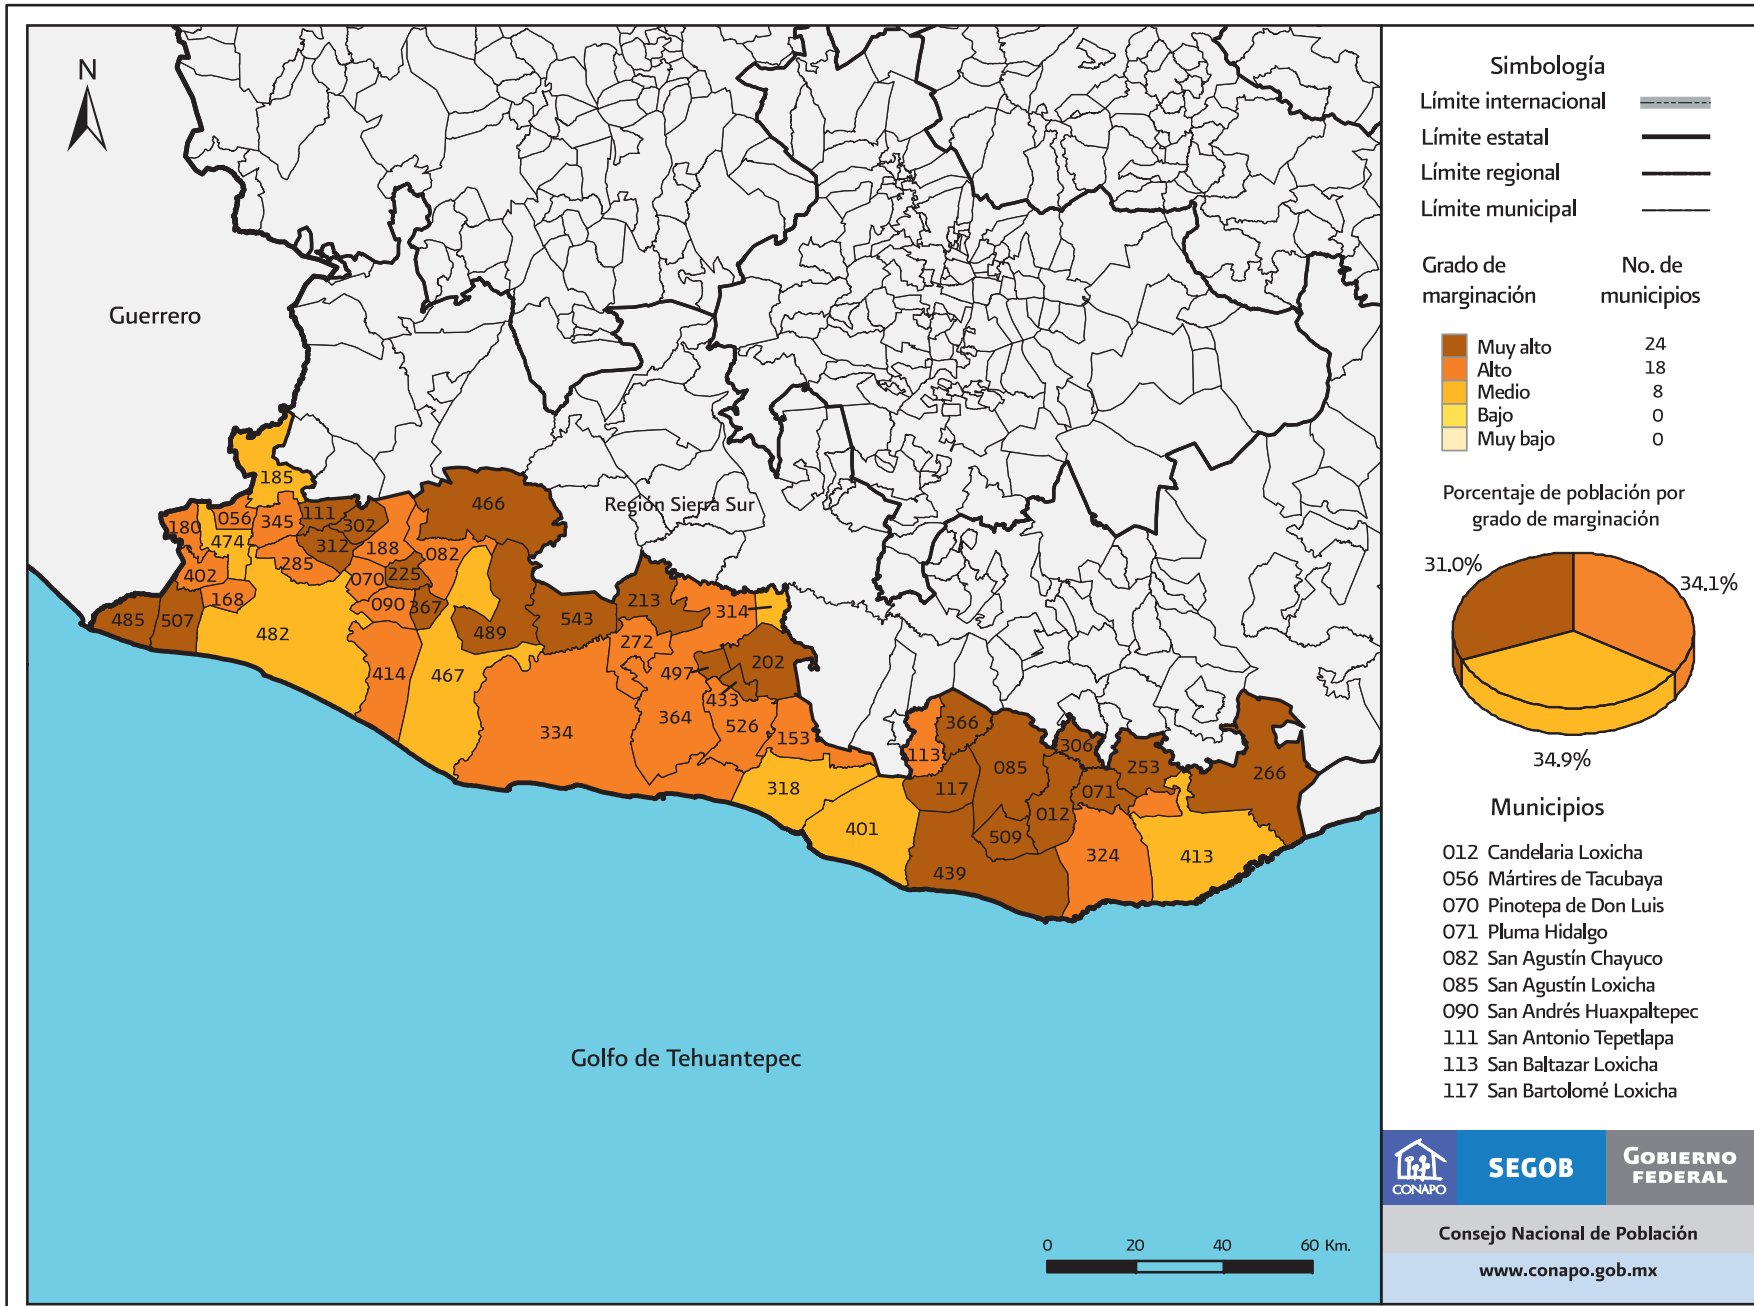 N
Guerrero
Región Sierra Sur
185
466
180
056
345
111
302
474
312
188
082
285
402
070
225
168
090
367
485
507
482
489
543
213
314
272
202
414
467
497
433
364
526
334
153
366
306
113
085
253
266
117
071
318
012
401
509
324
413
439
Golfo de Tehuantepec
0 20 40 60 Km.
Simbología
Límite internacional
Límite estatal
Límite regional
Límite municipal
Grado de marginación
No. de municipios
Muy alto 24
Alto 18
Medio 8
Bajo 0
Muy bajo 0
Porcentaje de población por
grado de marginación
31.0%
34.1%
34.9%
Municipios
012 Candelaria Loxicha
056 Mártires de Tacubaya
070 Pinotepa de Don Luis
071 Pluma Hidalgo
082 San Agustín Chayuco
085 San Agustín Loxicha
090 San Andrés Huaxpaltepec
111 San Antonio Tepetlapa
113 San Baltazar Loxicha
117 San Bartolomé Loxicha
CONAPO
SEGOB
GOBIERNO
FEDERAL
Consejo Nacional de Población
www.conapo.gob.mx